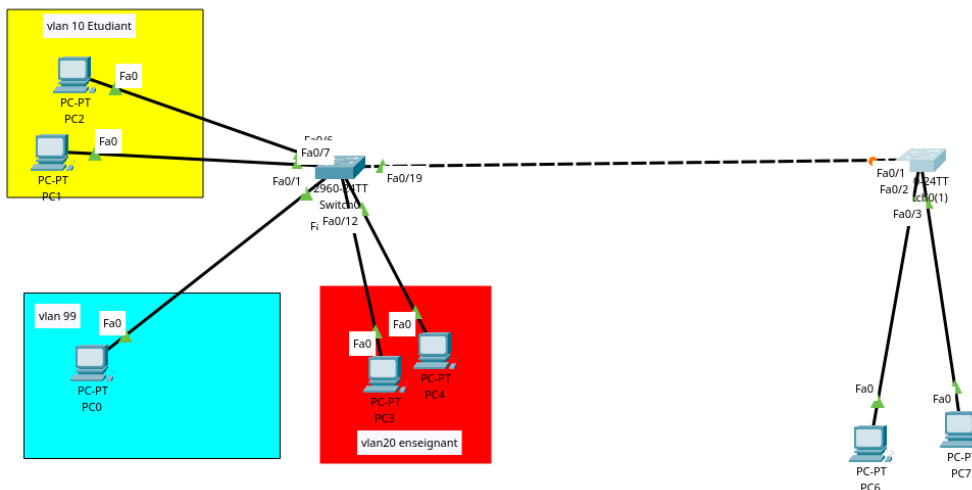 vlan 10 Etudiant
Fa0
PC-PT
PC2
Fa0
PC-PT
PC1
Fa0/7
Fa0/1
Fa0/19
2960-24TT
Switch0
Fa0/12
Fa0/1
Fa0/2
Fa0/3
vlan 99
Fa0
PC-PT
PC0
Fa0
Fa0
PC-PT
PC4
PC-PT
PC3
vlan20 enseignant
Fa0
PC-PT
PC6
Fa0
PC7